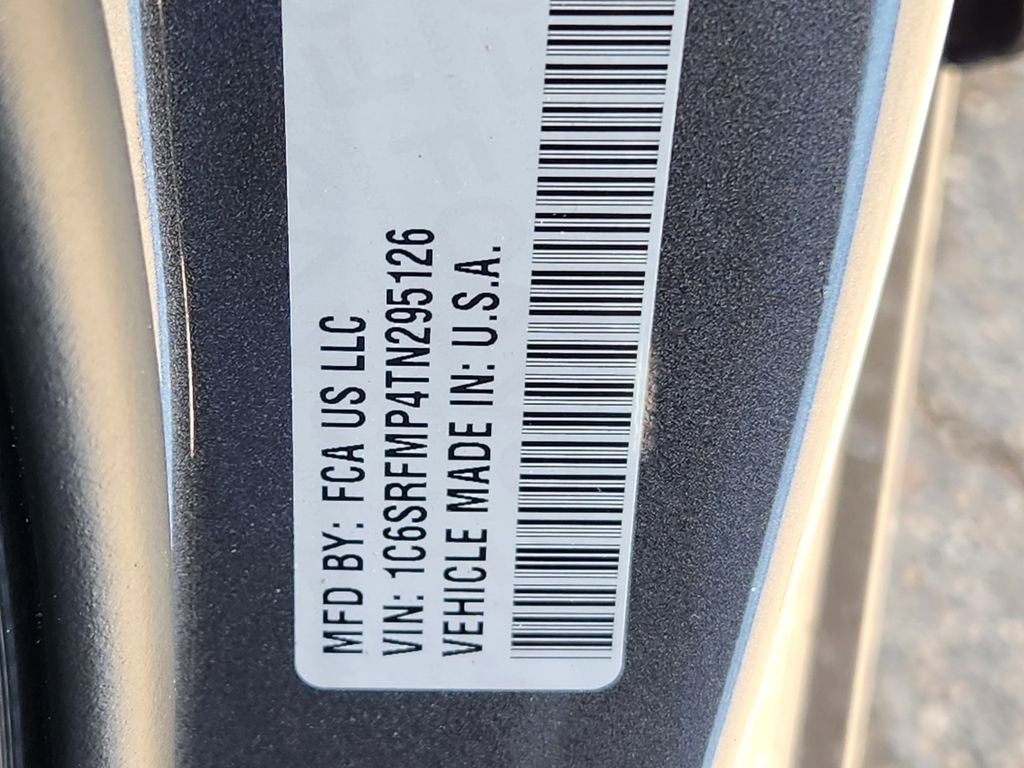 MFD BY: FCA US LLC
VIN: 1C6SRFMP4TN295126
VEHICLE MADE IN: U.S.A.